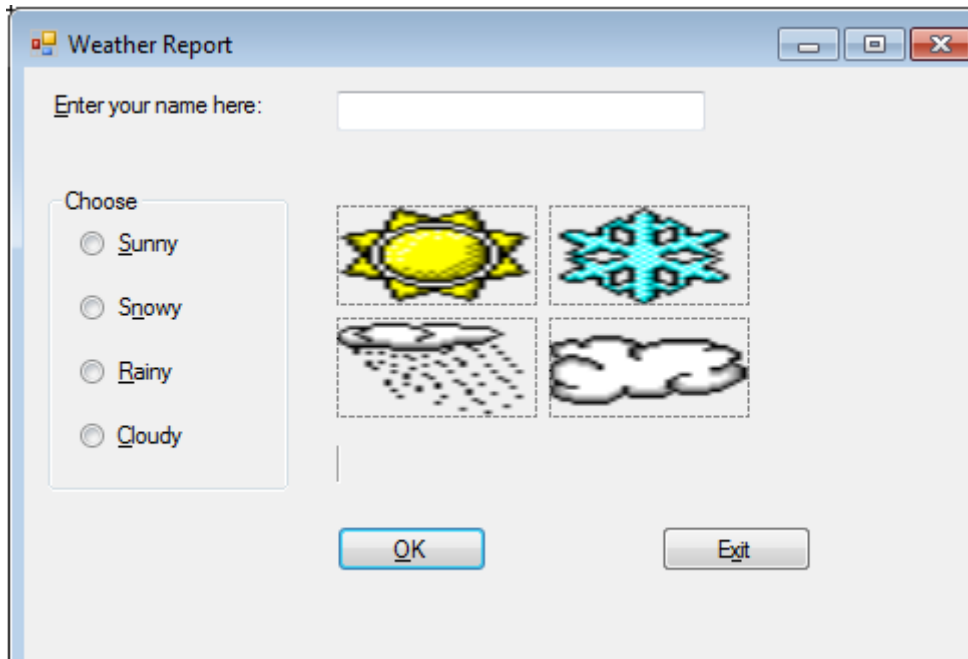 Weather Report
Enter your name here:
Choose
Sunny
Snowy
Rainy
Cloudy
OK
Exit